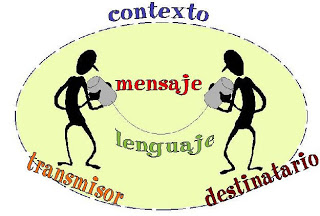 contexto
mensaje
lenguaje
transmisor
destinatario